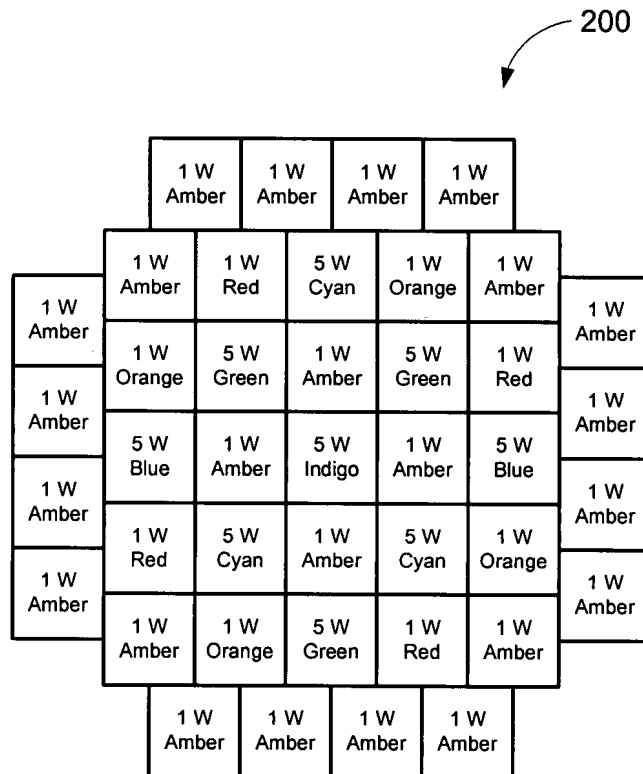 200
1 W 1 W 1 W 1 W
Amber Amber Amber Amber
1 W 1 W 5 W 1 W 1 W
Amber Red Cyan Orange Amber
1 W 1 W
Amber Amber
1 W 5 W 1 W 5 W 1 W
Orange Green Amber Green Red
1 W 1 W
Amber Amber
5 W 1 W 5 W 1 W 5 W
Blue Amber Indigo Amber Blue
1 W 1 W
Amber Amber
1 W 5 W 1 W 5 W 1 W
Red Cyan Amber Cyan Orange
1 W 1 W
Amber Amber
1 W 1 W 5 W 1 W 1 W
Amber Orange Green Red Amber
1 W 1 W 1 W 1 W
Amber Amber Amber Amber